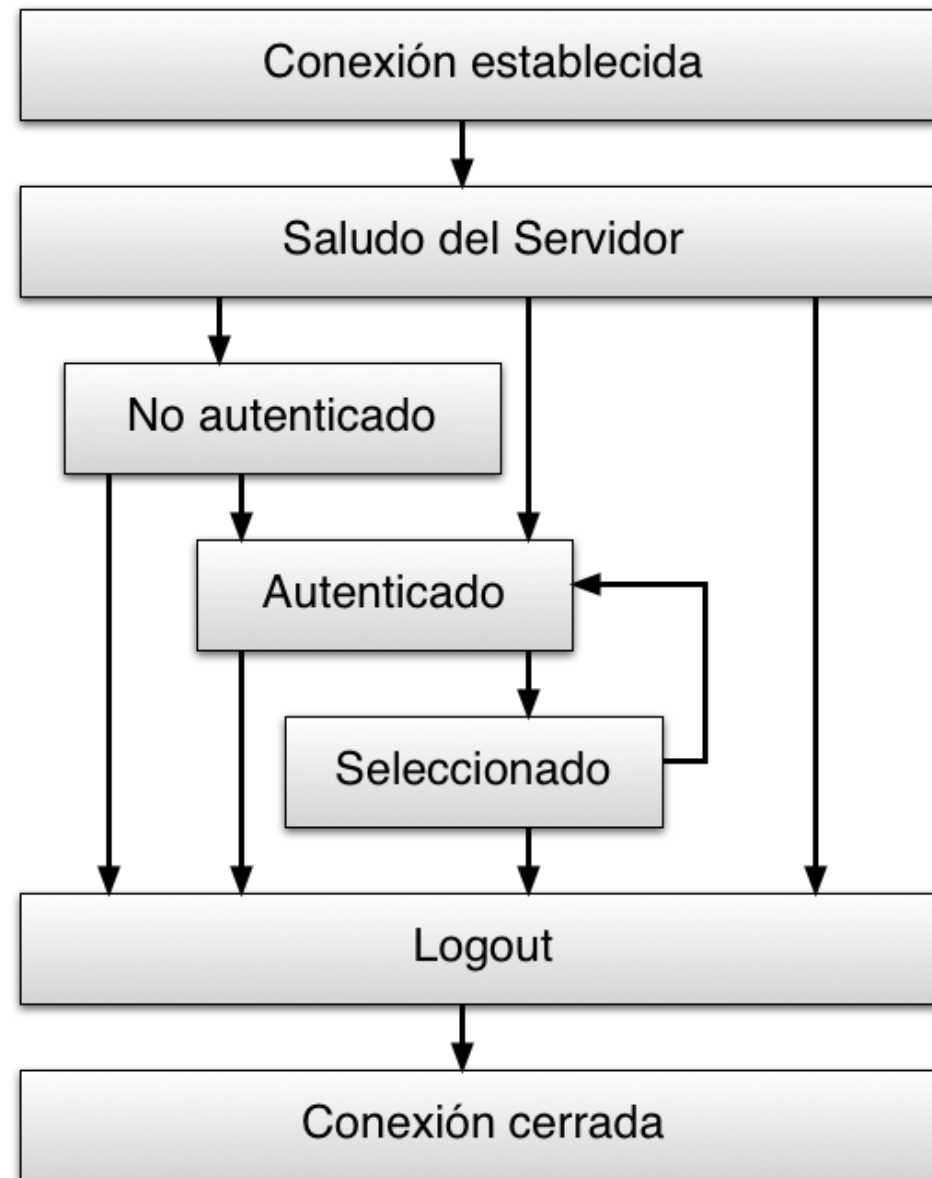 Conexión establecida
Saludo del Servidor
No autenticado
Autenticado
Seleccionado
Logout
Conexión cerrada